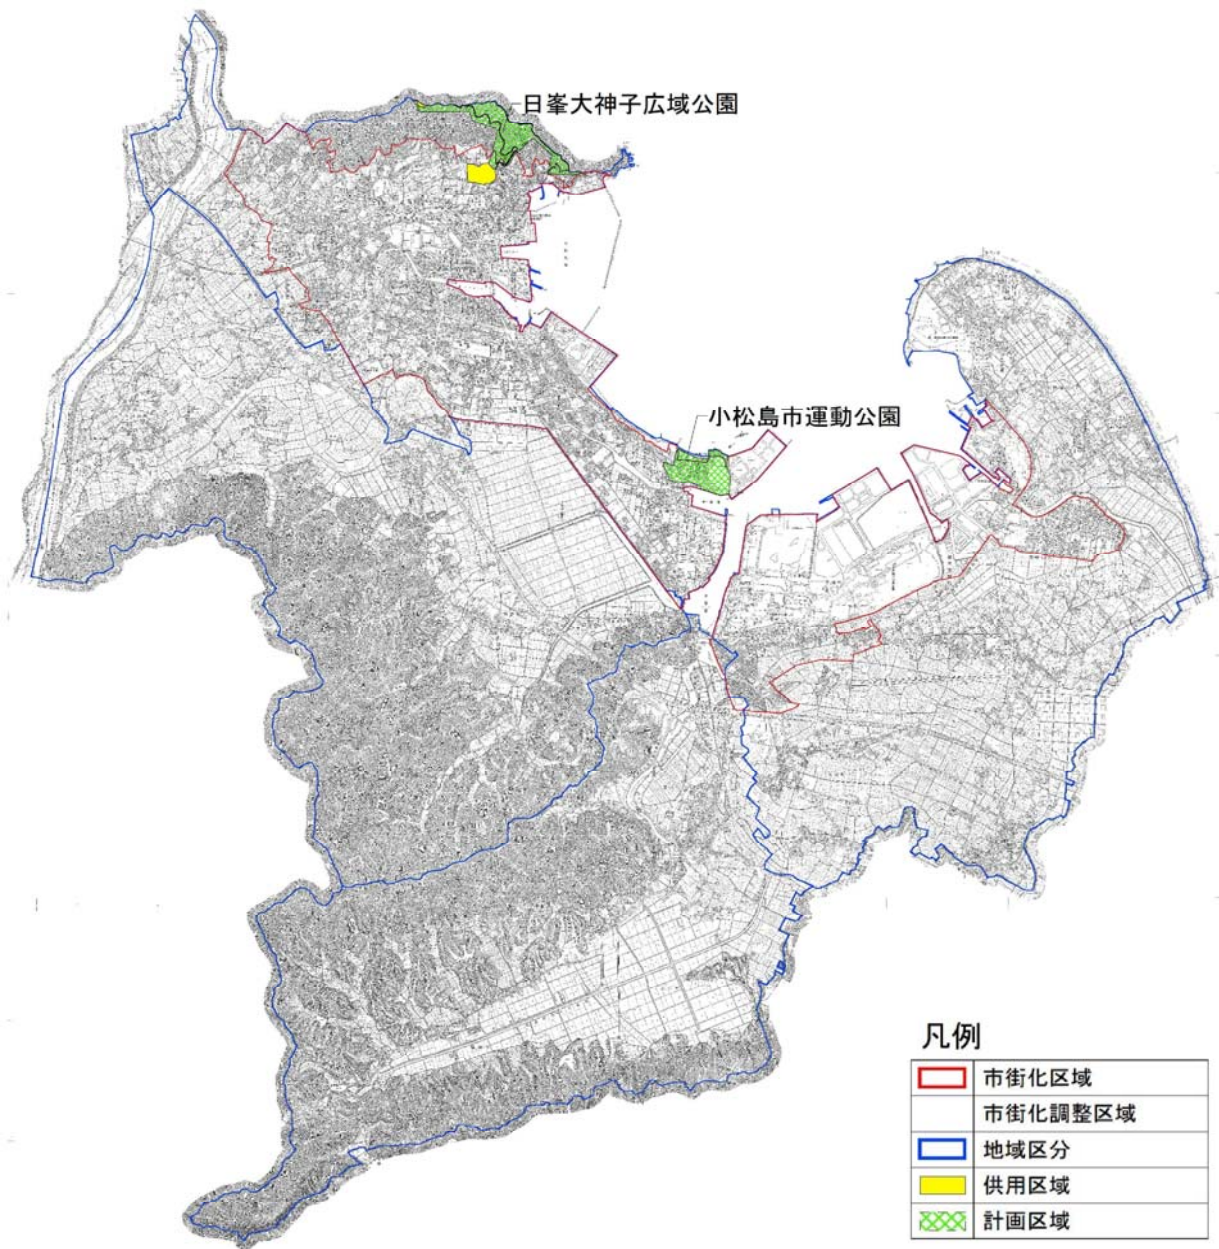 日峯大神子広域公園
小松島市運動公園
凡例
市街化区域
市街化調整区域
地域区分
供用区域
計画区域